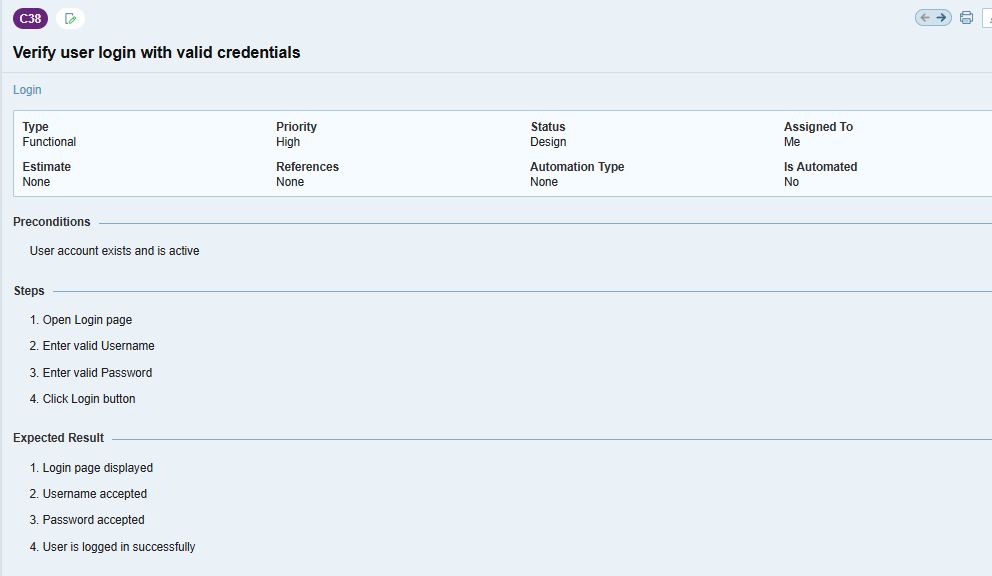 C38
Verify user login with valid credentials
Login
Type Priority Status Assigned To
Functional High Design Me
Estimate References Automation Type Is Automated
None None None No
Preconditions
User account exists and is active
Steps
1. Open Login page
2. Enter valid Username
3. Enter valid Password
4. Click Login button
Expected Result
1. Login page displayed
2. Username accepted
3. Password accepted
4. User is logged in successfully